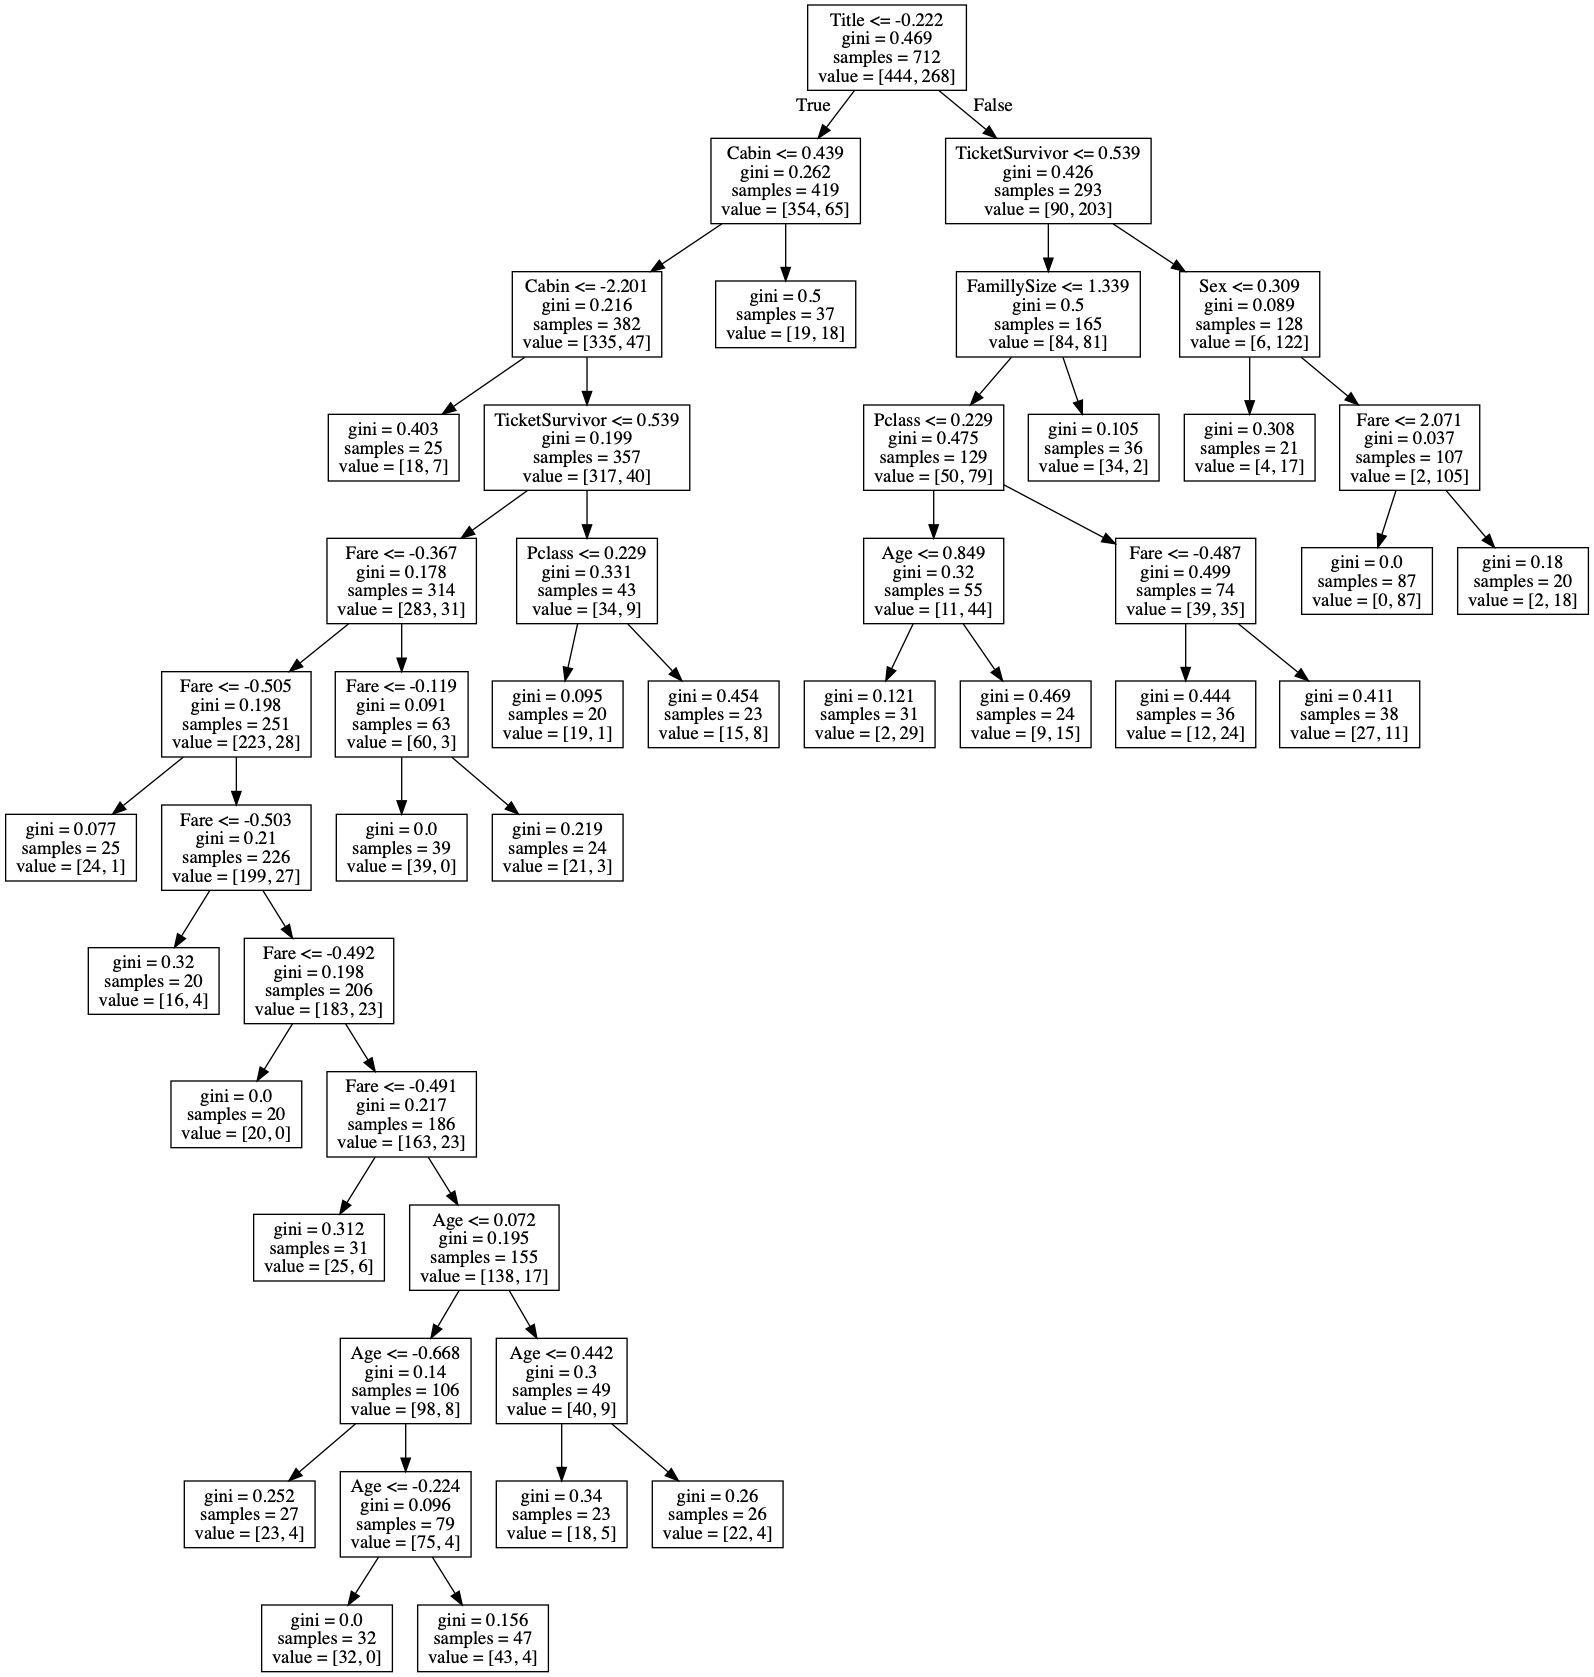 Title <= -0.222
gini = 0.469
samples = 712
value = [444, 268]
True
False
Cabin <= 0.439
gini = 0.262
samples = 419
value = [354, 65]
TicketSurvivor <= 0.539
gini = 0.426
samples = 293
value = [90, 203]
Cabin <= -2.201
gini = 0.216
samples = 382
value = [335, 47]
gini = 0.5
samples = 37
value = [19, 18]
FamillySize <= 1.339
gini = 0.5
samples = 165
value = [84, 81]
Sex <= 0.309
gini = 0.089
samples = 128
value = [6, 122]
gini = 0.403
samples = 25
value = [18, 7]
TicketSurvivor <= 0.539
gini = 0.199
samples = 357
value = [317, 40]
Pclass <= 0.229
gini = 0.475
samples = 129
value = [50, 79]
gini = 0.105
samples = 36
value = [34, 2]
gini = 0.308
samples = 21
value = [4, 17]
Fare <= 2.071
gini = 0.037
samples = 107
value = [2, 105]
Fare <= -0.367
gini = 0.178
samples = 314
value = [283, 31]
Pclass <= 0.229
gini = 0.331
samples = 43
value = [34, 9]
Age <= 0.849
gini = 0.32
samples = 55
value = [11, 44]
Fare <= -0.487
gini = 0.499
samples = 74
value = [39, 35]
gini = 0.0
samples = 87
value = [0, 87]
gini = 0.18
samples = 20
value = [2, 18]
Fare <= -0.505
gini = 0.198
samples = 251
value = [223, 28]
Fare <= -0.119
gini = 0.091
samples = 63
value = [60, 3]
gini = 0.095
samples = 20
value = [19, 1]
gini = 0.454
samples = 23
value = [15, 8]
gini = 0.121
samples = 31
value = [2, 29]
gini = 0.469
samples = 24
value = [9, 15]
gini = 0.444
samples = 36
value = [12, 24]
gini = 0.411
samples = 38
value = [27, 11]
gini = 0.077
samples = 25
value = [24, 1]
Fare <= -0.503
gini = 0.21
samples = 226
value = [199, 27]
gini = 0.0
samples = 39
value = [39, 0]
gini = 0.219
samples = 24
value = [21, 3]
gini = 0.32
samples = 20
value = [16, 4]
Fare <= -0.492
gini = 0.198
samples = 206
value = [183, 23]
gini = 0.0
samples = 20
value = [20, 0]
Fare <= -0.491
gini = 0.217
samples = 186
value = [163, 23]
gini = 0.312
samples = 31
value = [25, 6]
Age <= 0.072
gini = 0.195
samples = 155
value = [138, 17]
Age <= -0.668
gini = 0.14
samples = 106
value = [98, 8]
Age <= 0.442
gini = 0.3
samples = 49
value = [40, 9]
gini = 0.252
samples = 27
value = [23, 4]
Age <= -0.224
gini = 0.096
samples = 79
value = [75, 4]
gini = 0.34
samples = 23
value = [18, 5]
gini = 0.26
samples = 26
value = [22, 4]
gini = 0.0
samples = 32
value = [32, 0]
gini = 0.156
samples = 47
value = [43, 4]